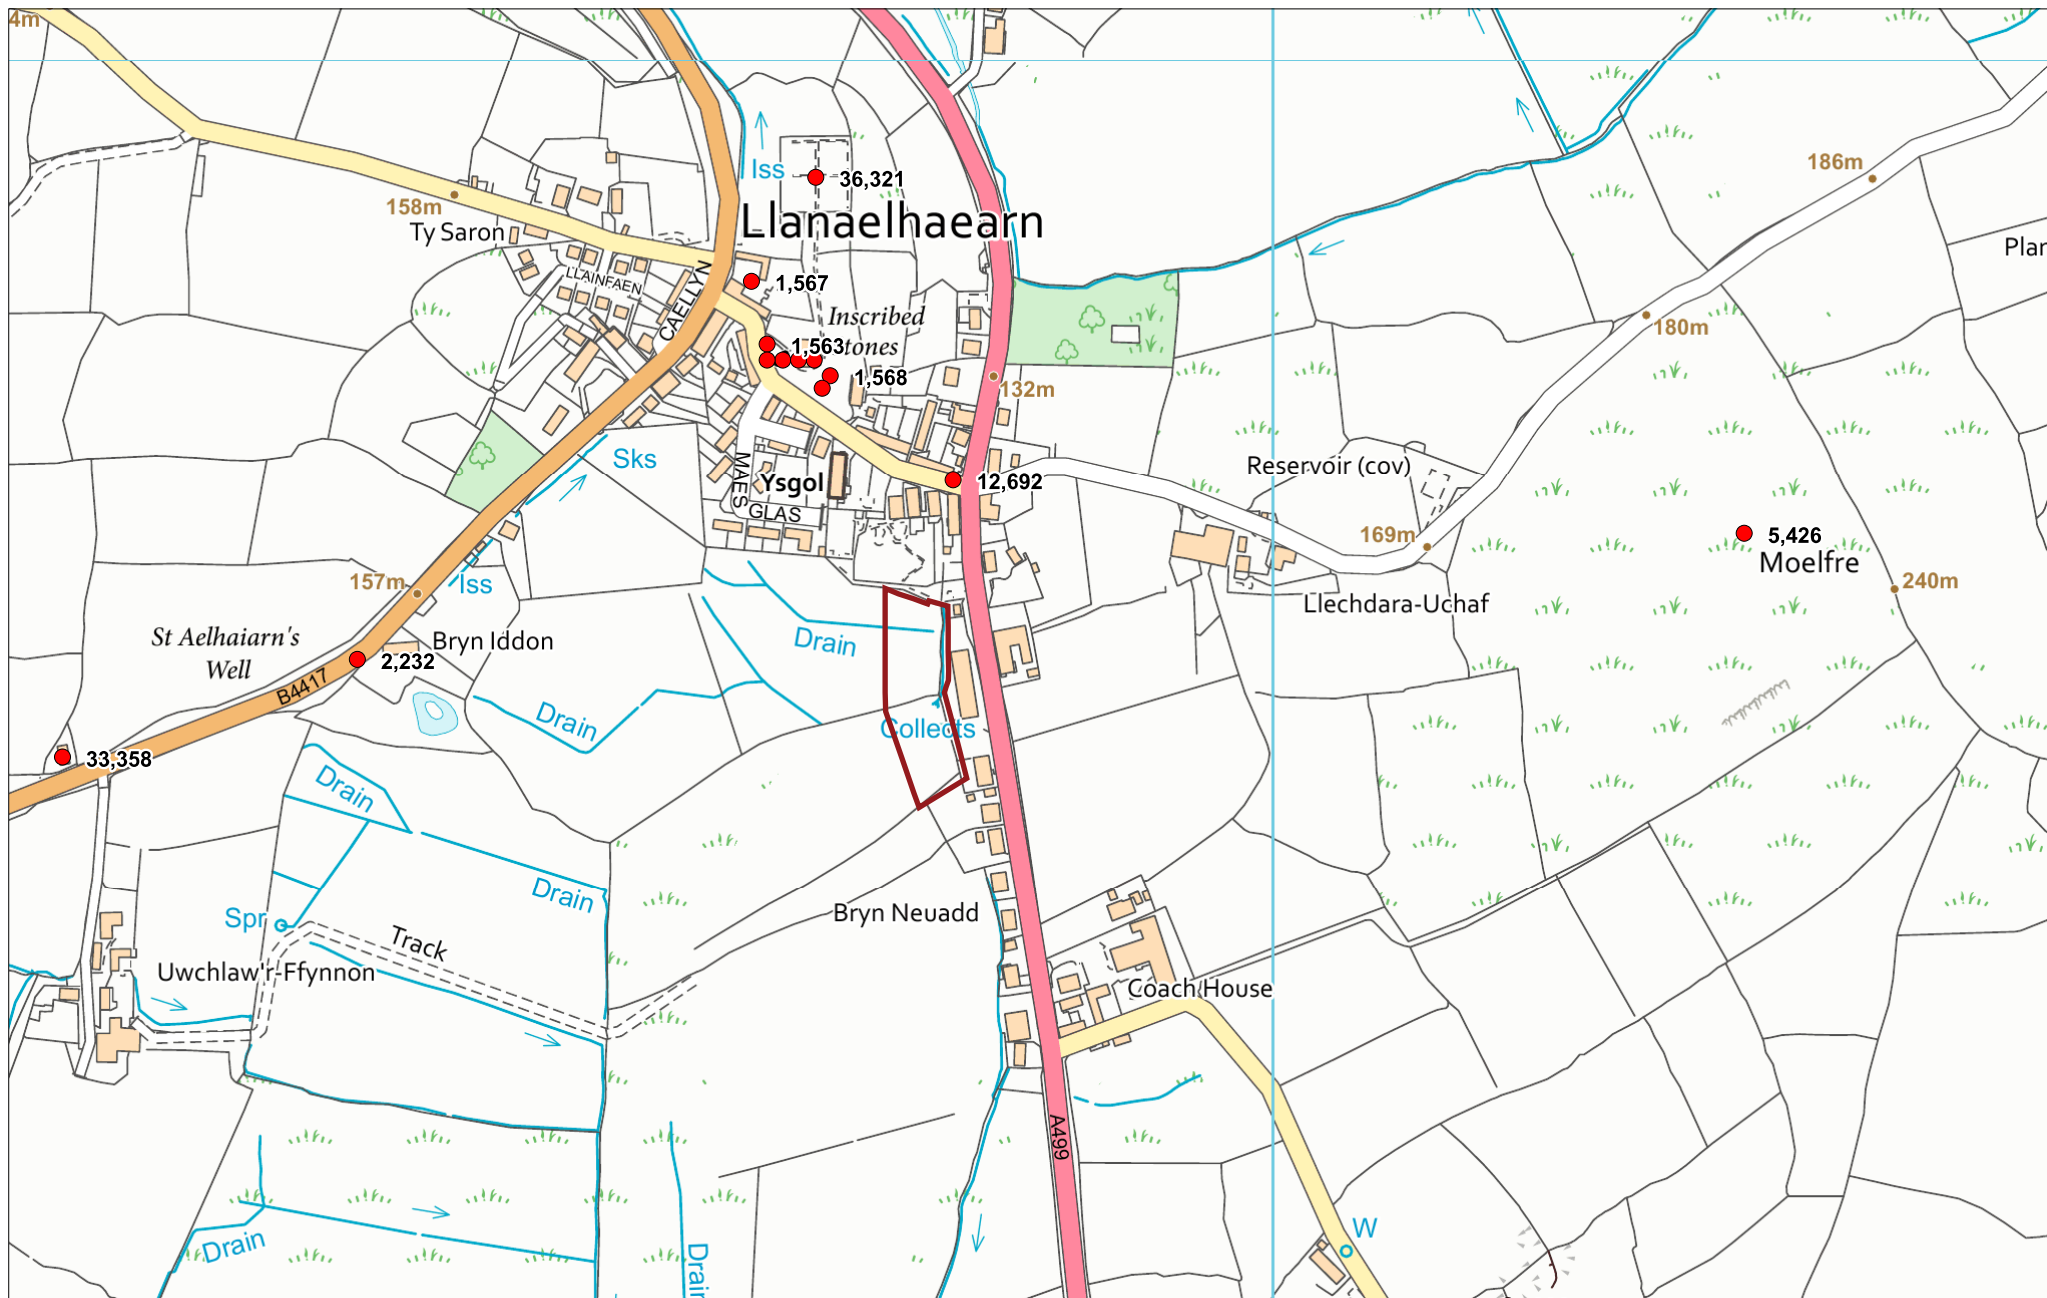 4m
Iss
186m
36,321
158m
Llanaelhaearn
Ty Saron
Plan
LLAINFAEN
CAELLYN
1,567
Inscribed
1,563
tones
180m
1,568
132m
Sks
MAES
GLAS
Ysgol
Reservoir (cov)
12,692
169m
5,426
Moelfre
157m
Iss
240m
Llechdara-Uchaf
St Aelhaiarn's
Well
Bryn Iddon
2,232
B4417
Drain
Drain
Collects
33,358
Drain
Drain
Spr
Bryn Neuadd
Track
Uwchlaw'r-Ffynnon
Coach House
A499
W
Drain
Drain